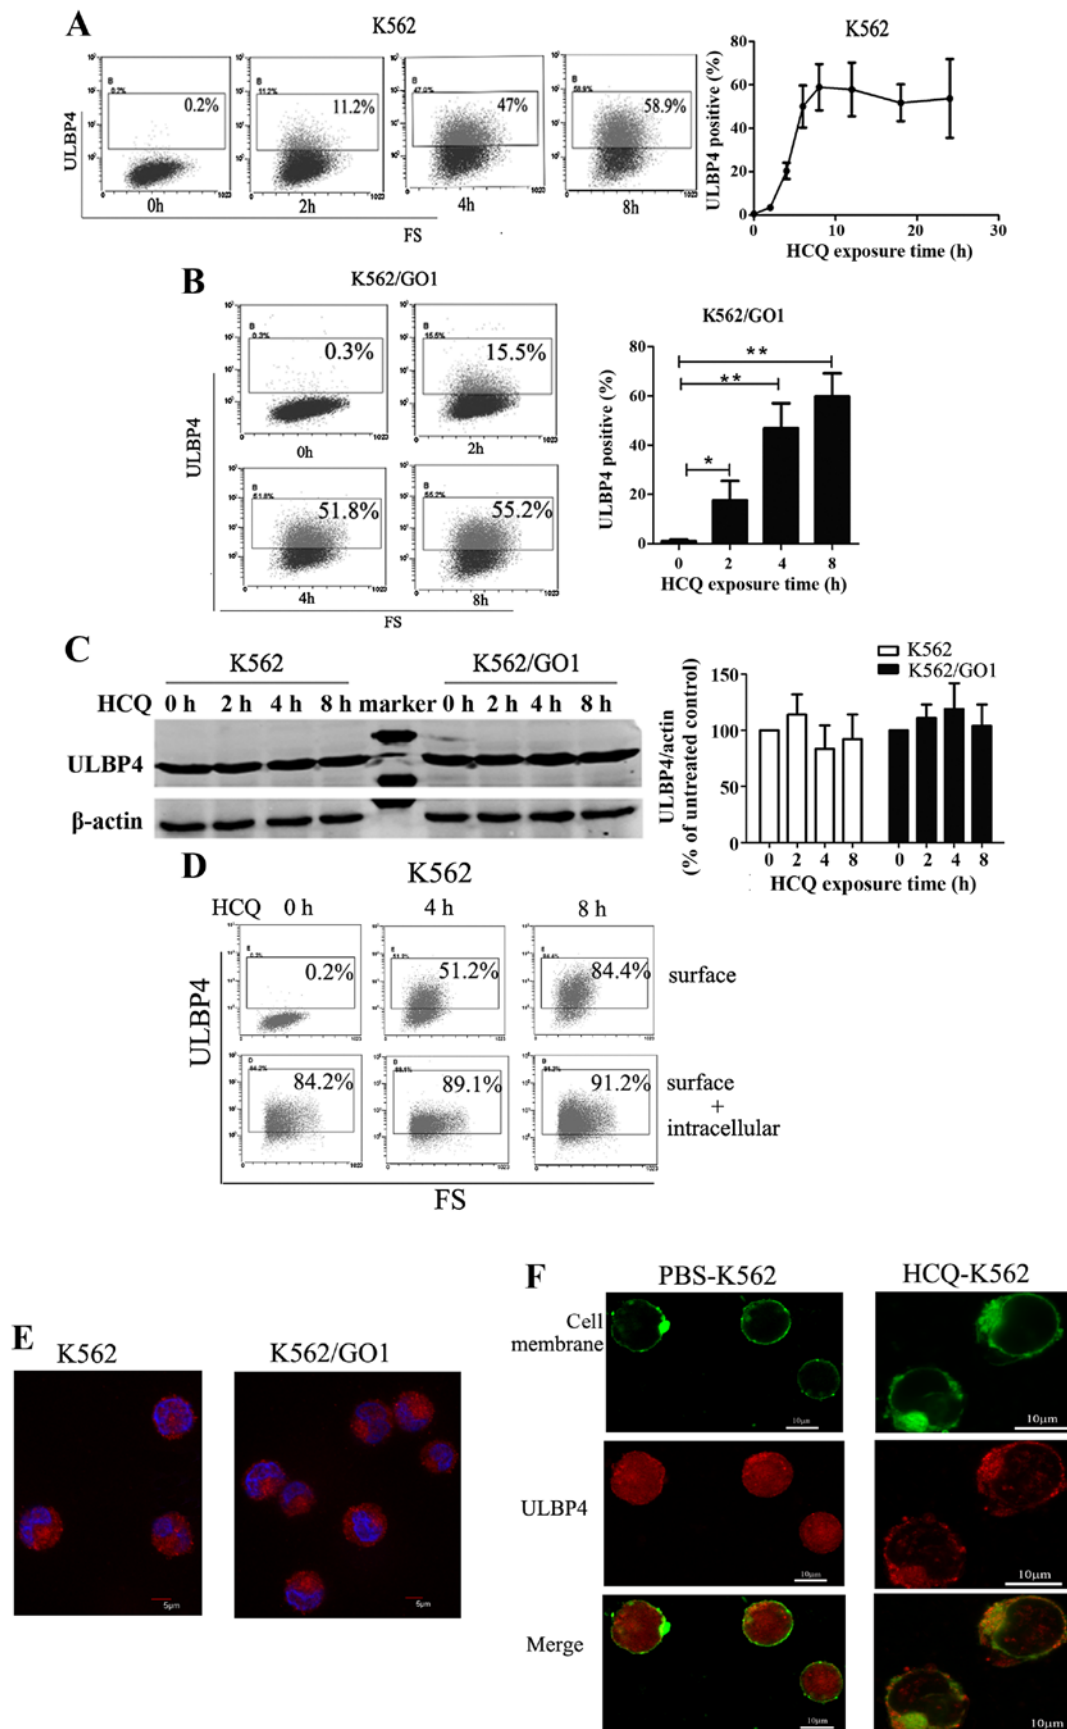 A
K562
ULBP4
0.2%
11.2%
47%
58.9%
0h
2h
4h
8h
FS
K562
ULBP4 positive (%)
80
60
40
20
0
0
10
20
30
HCQ exposure time (h)
B
K562/GO1
ULBP4
0.3%
15.5%
0h
2h
51.8%
55.2%
4h
8h
FS
K562/GO1
ULBP4 positive (%)
80
60
40
20
0
*
**
**
0
2
4
8
HCQ exposure time (h)
C
K562
K562/GO1
HCQ 0 h 2 h 4 h 8 h marker 0 h 2 h 4 h 8 h
ULBP4
β-actin
K562
K562/GO1
ULBP4/actin
(% of untreated control)
150
100
50
0
0 2 4 8 0 2 4 8
HCQ exposure time (h)
D
K562
HCQ 0 h 4 h 8 h
ULBP4
0.2%
51.2%
84.4%
surface
84.2%
89.1%
91.2%
surface
+
intracellular
FS
E
K562
K562/GO1
5μm
5μm
F
PBS-K562
HCQ-K562
Cell
membrane
10μm
10μm
ULBP4
10μm
10μm
Merge
10μm
10μm